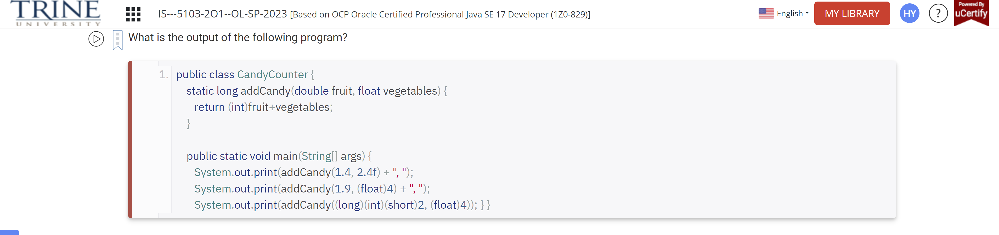 TRINE
UNIVERSITY
IS---5103-2O1--OL-SP-2023 [Based on OCP Oracle Certified Professional Java SE 17 Developer (1Z0-829)]
English
MY LIBRARY
HY
?
Powered By
uCertify
What is the output of the following program?
1. public class CandyCounter {
static long addCandy(double fruit, float vegetables) {
return (int)fruit+vegetables;
}
public static void main(String[] args) {
System.out.print(addCandy(1.4, 2.4f) + ",");
System.out.print(addCandy(1.9, (float)4) + ", ");
System.out.print(addCandy((long)(int)(short)2, (float)4)); } }